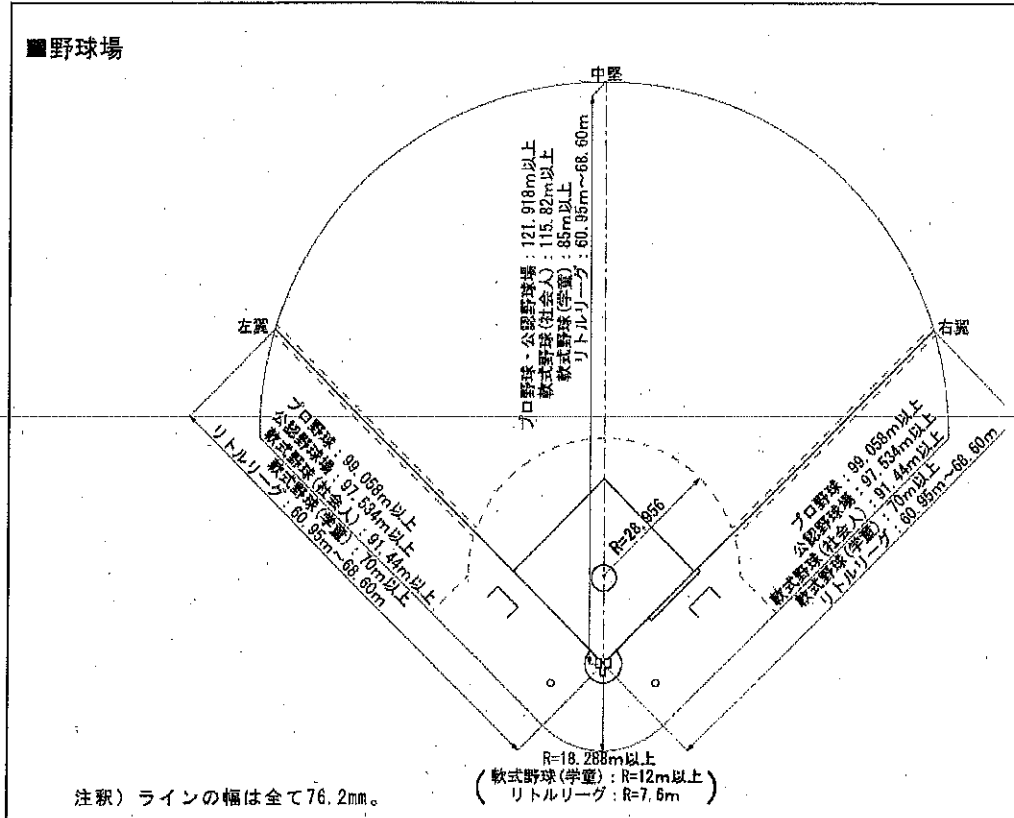 ■野球場
中堅
プロ野球・公認野球場：121.918m以上
軟式野球(社会人)：115.82m以上
軟式野球(学童)：85m以上
リトルリーグ：60.95m～68.60m
左翼
右翼
プロ野球：99.058m以上
公認野球場：97.534m以上
軟式野球(社会人)：91.44m以上
軟式野球(学童)：70m以上
リトルリーグ：60.95m～68.60m
R=28.956
プロ野球：99.058m以上
公認野球場：97.534m以上
軟式野球(社会人)：91.44m以上
軟式野球(学童)：70m以上
リトルリーグ：60.95m～68.60m
R=18.288m以上
(軟式野球(学童)：R=12m以上
リトルリーグ：R=7.6m)
注釈）ラインの幅は全て76.2mm。